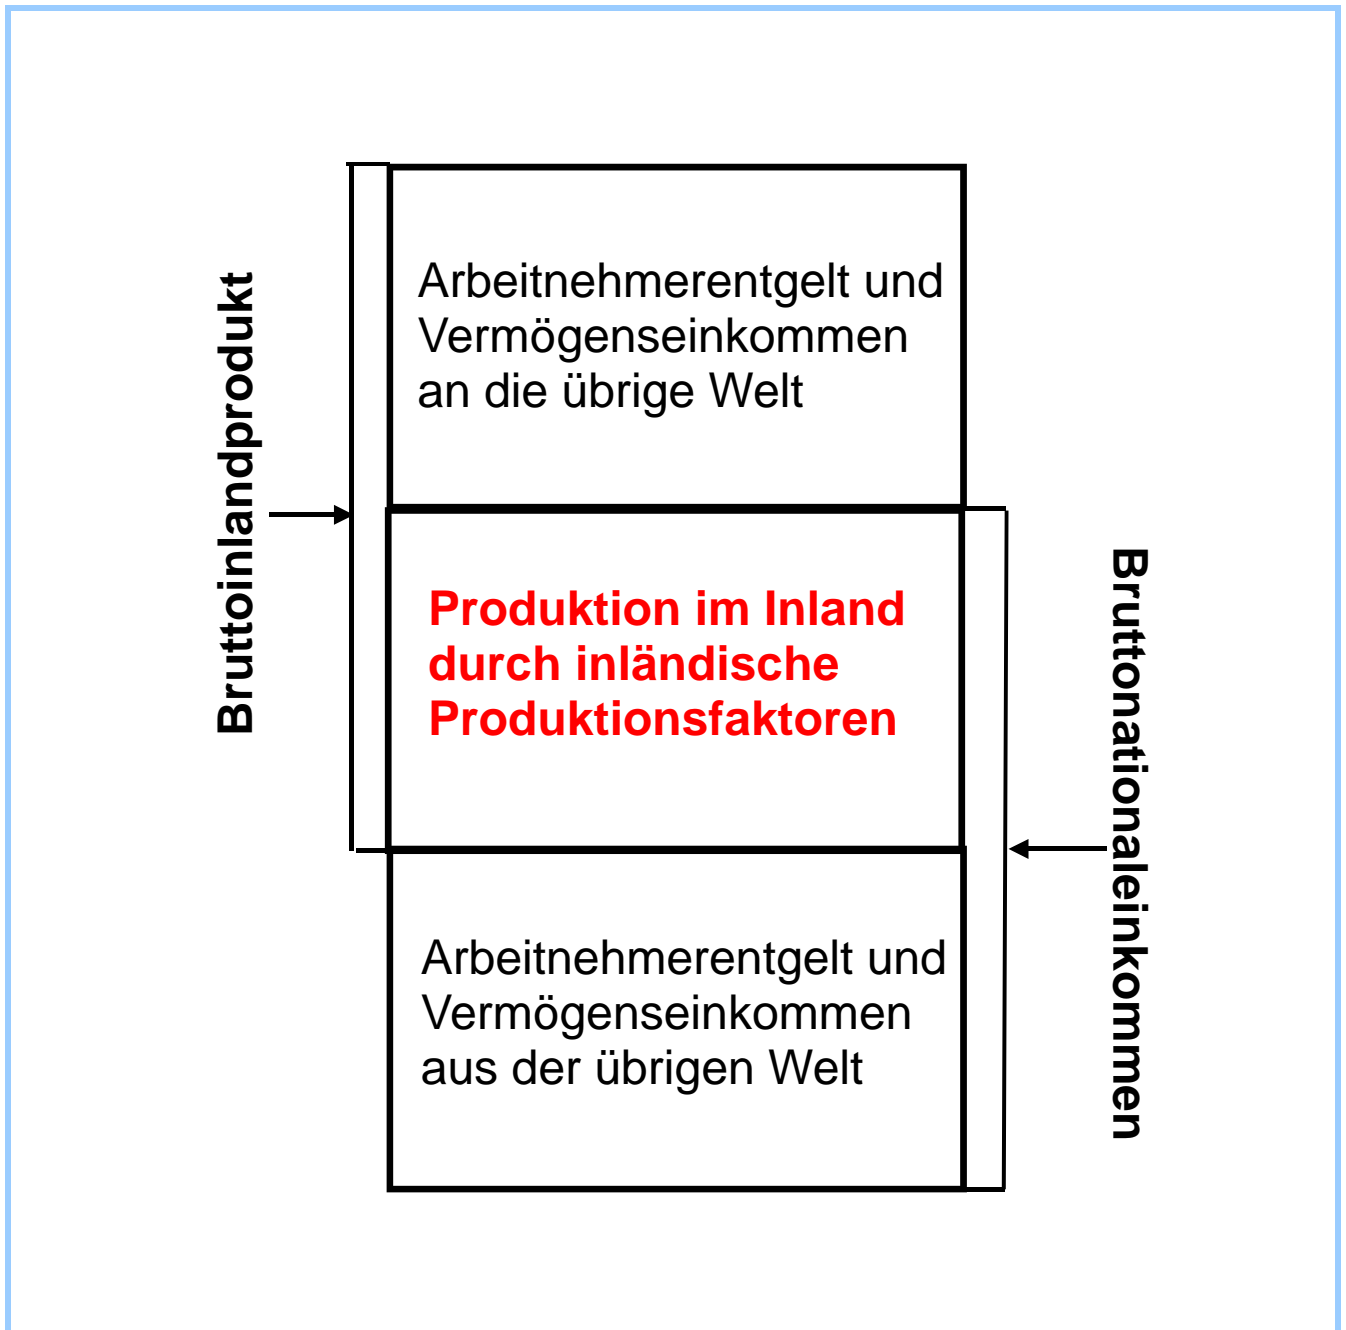 Bruttoinlandprodukt
Arbeitnehmerentgelt und
Vermögenseinkommen
an die übrige Welt
Produktion im Inland
durch inländische
Produktionsfaktoren
Arbeitnehmerentgelt und
Vermögenseinkommen
aus der übrigen Welt
Bruttonationaleinkommen